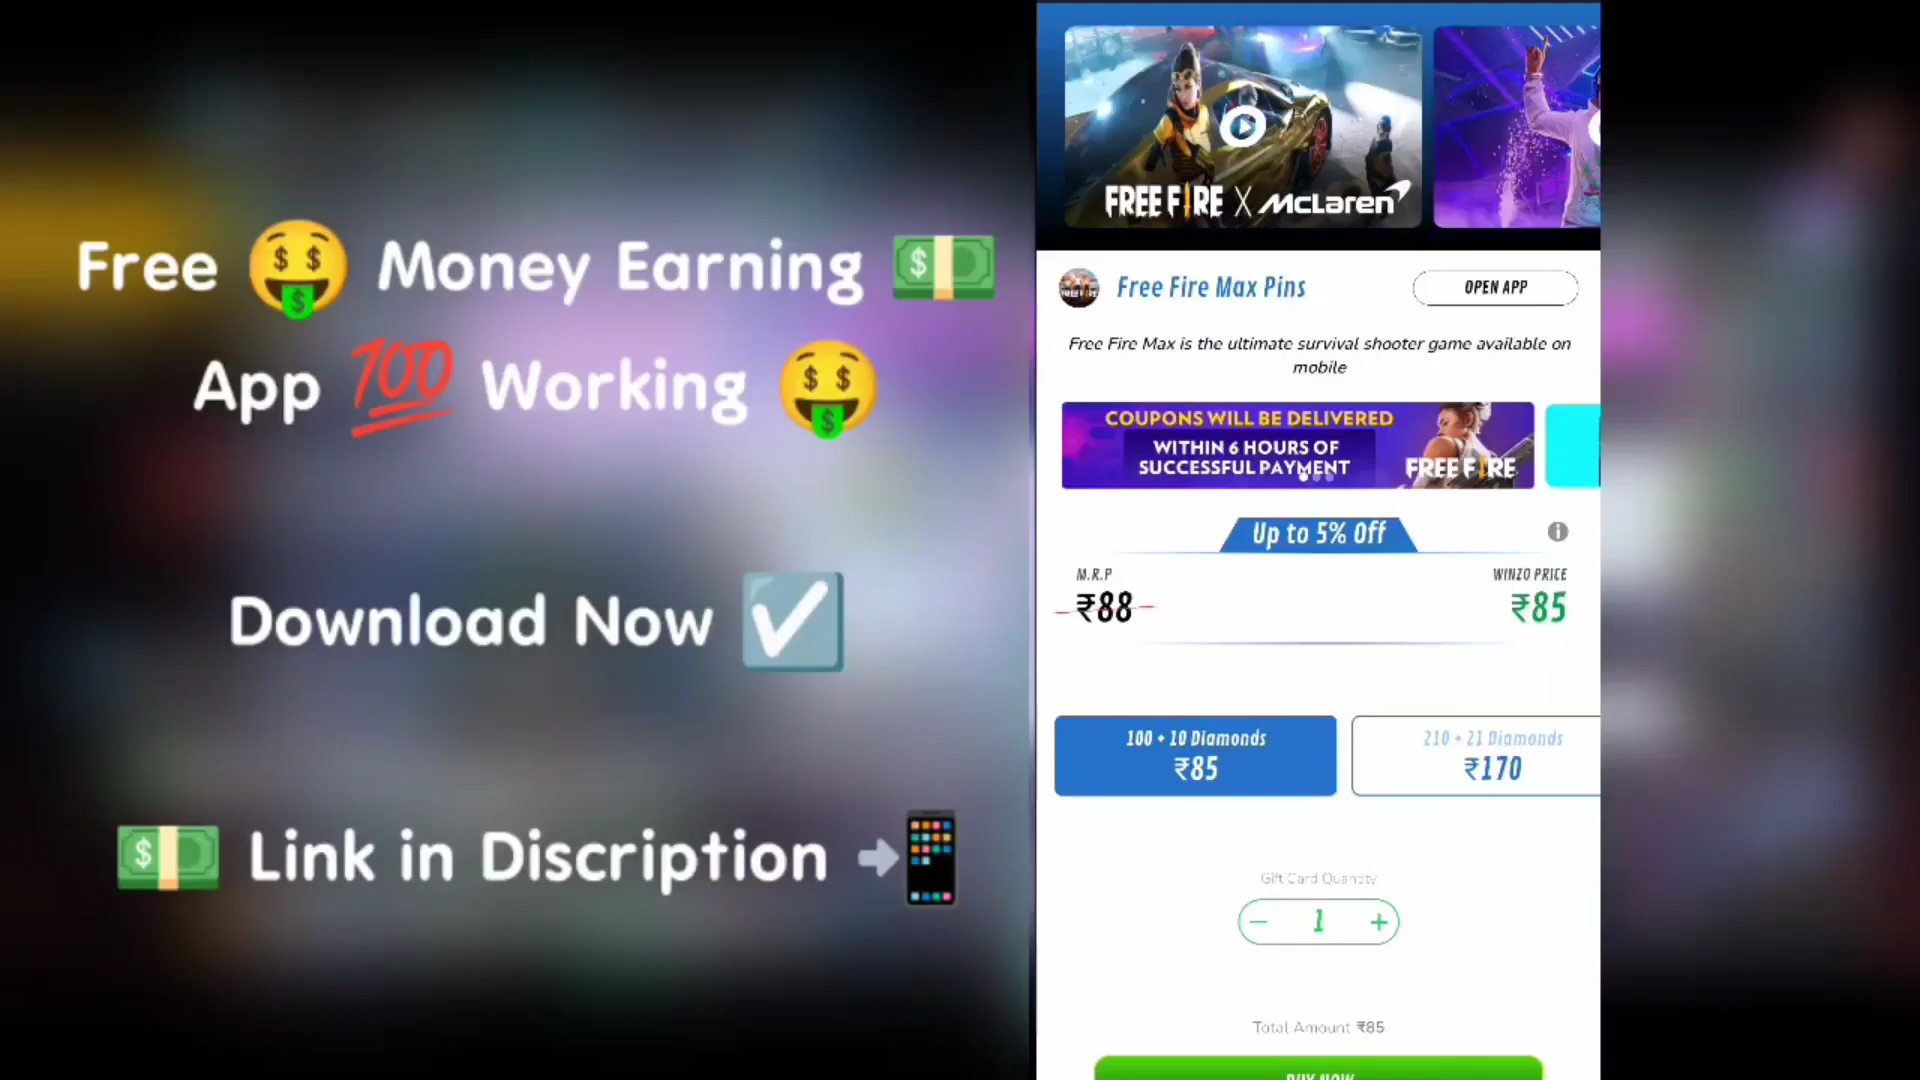 Free 🤑 Money Earning 💵
App 💯 Working 🤑
Download Now ☑️
💵 Link in Discription
FREE FIRE X McLaren
Free Fire Max Pins
OPEN APP
Free Fire Max is the ultimate survival shooter game available on
mobile
COUPONS WILL BE DELIVERED
WITHIN 6 HOURS OF
SUCCESSFUL PAYMENT
FREE FIRE
Up to 5% Off
M.R.P
₹88
WINZO PRICE
₹85
100 + 10 Diamonds
₹85
210 + 21 Diamonds
₹170
Gift Card Quantity
− 1 +
Total Amount ₹85
BUY NOW